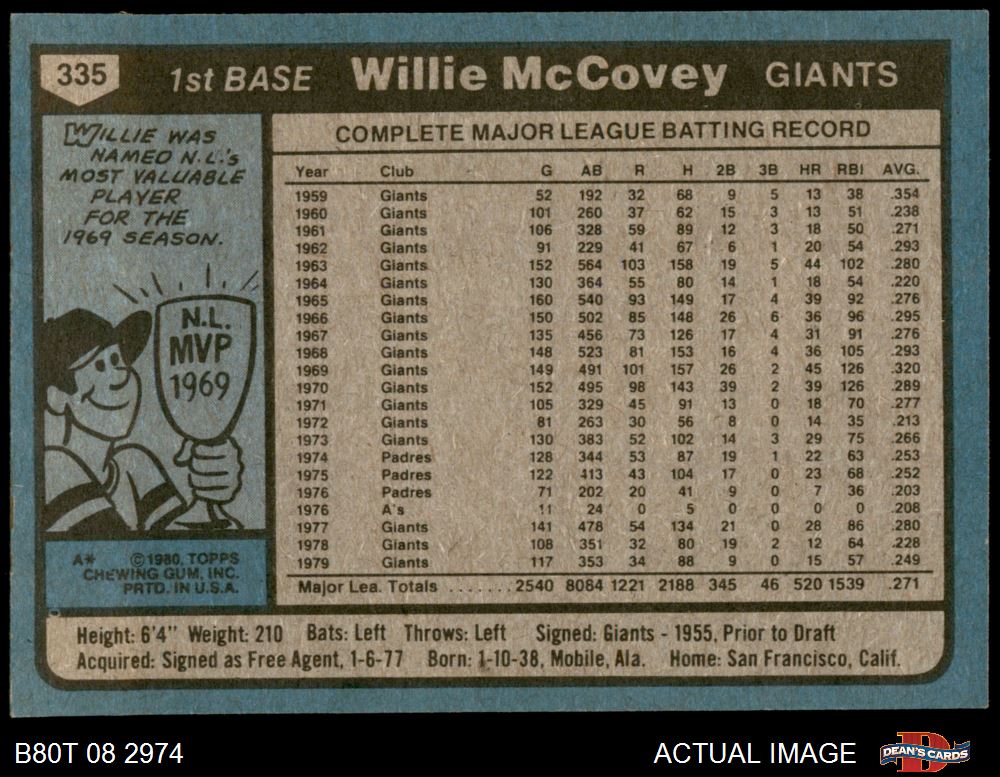 335 1st BASE Willie McCovey GIANTS
WILLIE WAS
NAMED N.L.'s
MOST VALUABLE
PLAYER
FOR THE
1969 SEASON.
N.L.
MVP
1969
A* ©1980, TOPPS
CHEWING GUM, INC.
PRTD. IN U.S.A.
COMPLETE MAJOR LEAGUE BATTING RECORD
Year Club G AB R H 2B 3B HR RBI AVG.
1959 Giants 52 192 32 68 9 5 13 38 .354
1960 Giants 101 260 37 62 15 3 13 51 .238
1961 Giants 106 328 59 89 12 3 18 50 .271
1962 Giants 91 229 41 67 6 1 20 54 .293
1963 Giants 152 564 103 158 19 5 44 102 .280
1964 Giants 130 364 55 80 14 1 18 54 .220
1965 Giants 160 540 93 149 17 4 39 92 .276
1966 Giants 150 502 85 148 26 6 36 96 .295
1967 Giants 135 456 73 126 17 4 31 91 .276
1968 Giants 148 523 81 153 16 4 36 105 .293
1969 Giants 149 491 101 157 26 2 45 126 .320
1970 Giants 152 495 98 143 39 2 39 126 .289
1971 Giants 105 329 45 91 13 0 18 70 .277
1972 Giants 81 263 30 56 8 0 14 35 .213
1973 Giants 130 383 52 102 14 3 29 75 .266
1974 Padres 128 344 53 87 19 1 22 63 .253
1975 Padres 122 413 43 104 17 0 23 68 .252
1976 Padres 71 202 20 41 9 0 7 36 .203
1976 A's 11 24 0 5 0 0 0 0 .208
1977 Giants 141 478 54 134 21 0 28 86 .280
1978 Giants 108 351 32 80 19 2 12 64 .228
1979 Giants 117 353 34 88 9 0 15 57 .249
Major Lea. Totals .......2540 8064 1221 2188 345 46 520 1539 .271
Height: 6'4" Weight: 210 Bats: Left Throws: Left Signed: Giants - 1955, Prior to Draft
Acquired: Signed as Free Agent, 1-6-77 Born: 1-10-38, Mobile, Ala. Home: San Francisco, Calif.
B80T 08 2974 ACTUAL IMAGE DEAN'S CARDS